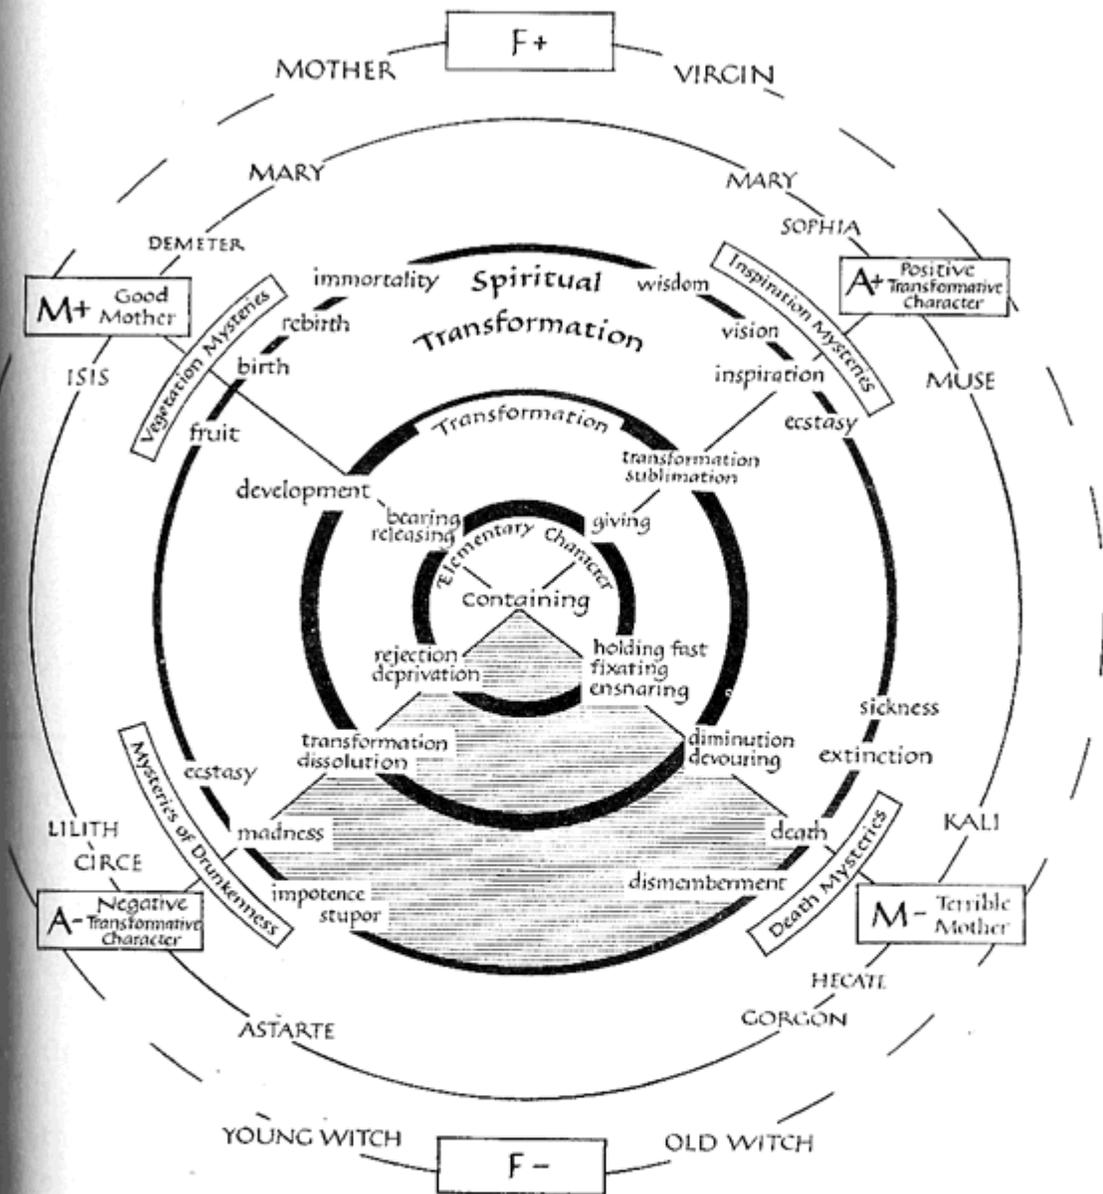 F+
MOTHER
VIRGIN
MARY
MARY
SOPHIA
DEMETER
immortality
Spiritual
wisdom
Inspiration Mysteries
A+
Positive
Transformative
Character
M+
Good
Mother
Vegetation Mysteries
rebirth
Transformation
vision
birth
inspiration
ISIS
MUSE
fruit
Transformation
ecstasy
development
transformation
sublimation
bearing
releasing
giving
Elementary Character
containing
rejection
deprivation
holding fast
fixating
ensnaring
sickness
transformation
dissolution
diminution
devouring
extinction
ecstasy
Mysteries of Drunkenness
LILITH
CIRCE
madness
death
KALI
Death Mysteries
impotence
stupor
dismemberment
A-
Negative
Transformative
Character
M-
Terrible
Mother
HECATE
GORGON
ASTARTE
YOUNG WITCH
OLD WITCH
F-